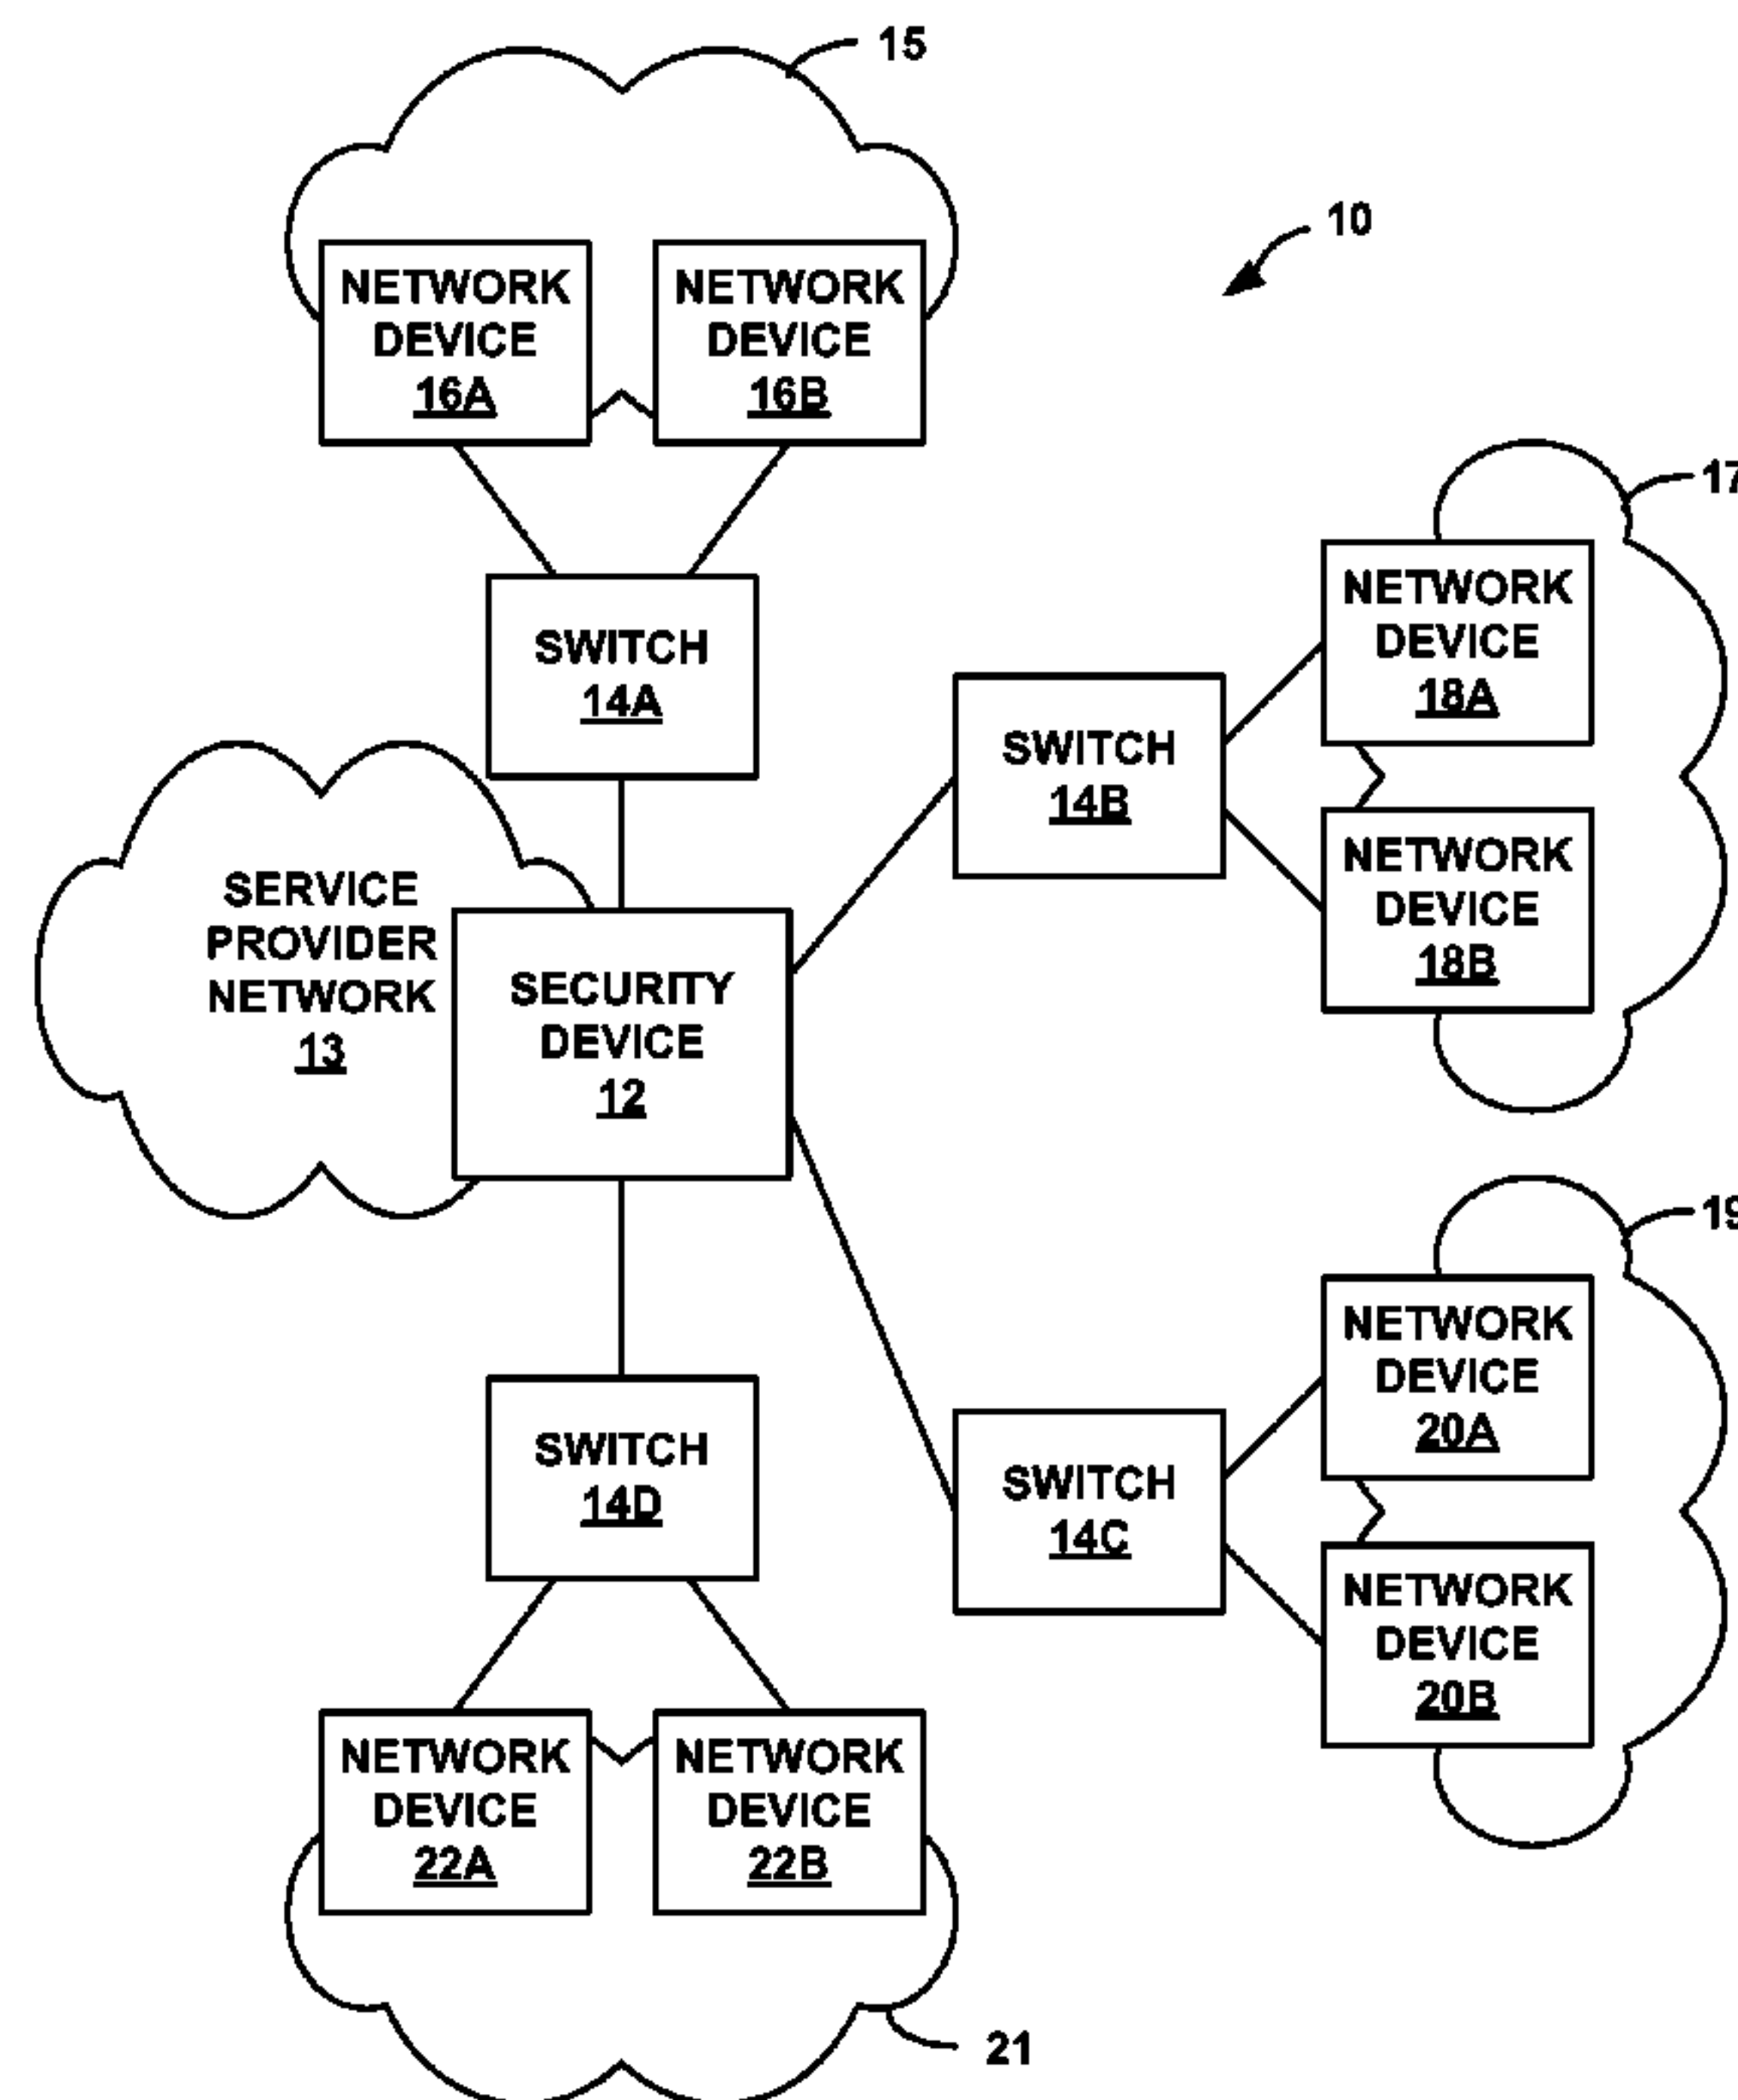 15
10
NETWORK
DEVICE
16A
NETWORK
DEVICE
16B
17
NETWORK
DEVICE
18A
SWITCH
14A
SWITCH
14B
NETWORK
DEVICE
18B
SERVICE
PROVIDER
NETWORK
13
SECURITY
DEVICE
12
19
NETWORK
DEVICE
20A
SWITCH
14D
SWITCH
14C
NETWORK
DEVICE
20B
NETWORK
DEVICE
22A
NETWORK
DEVICE
22B
21